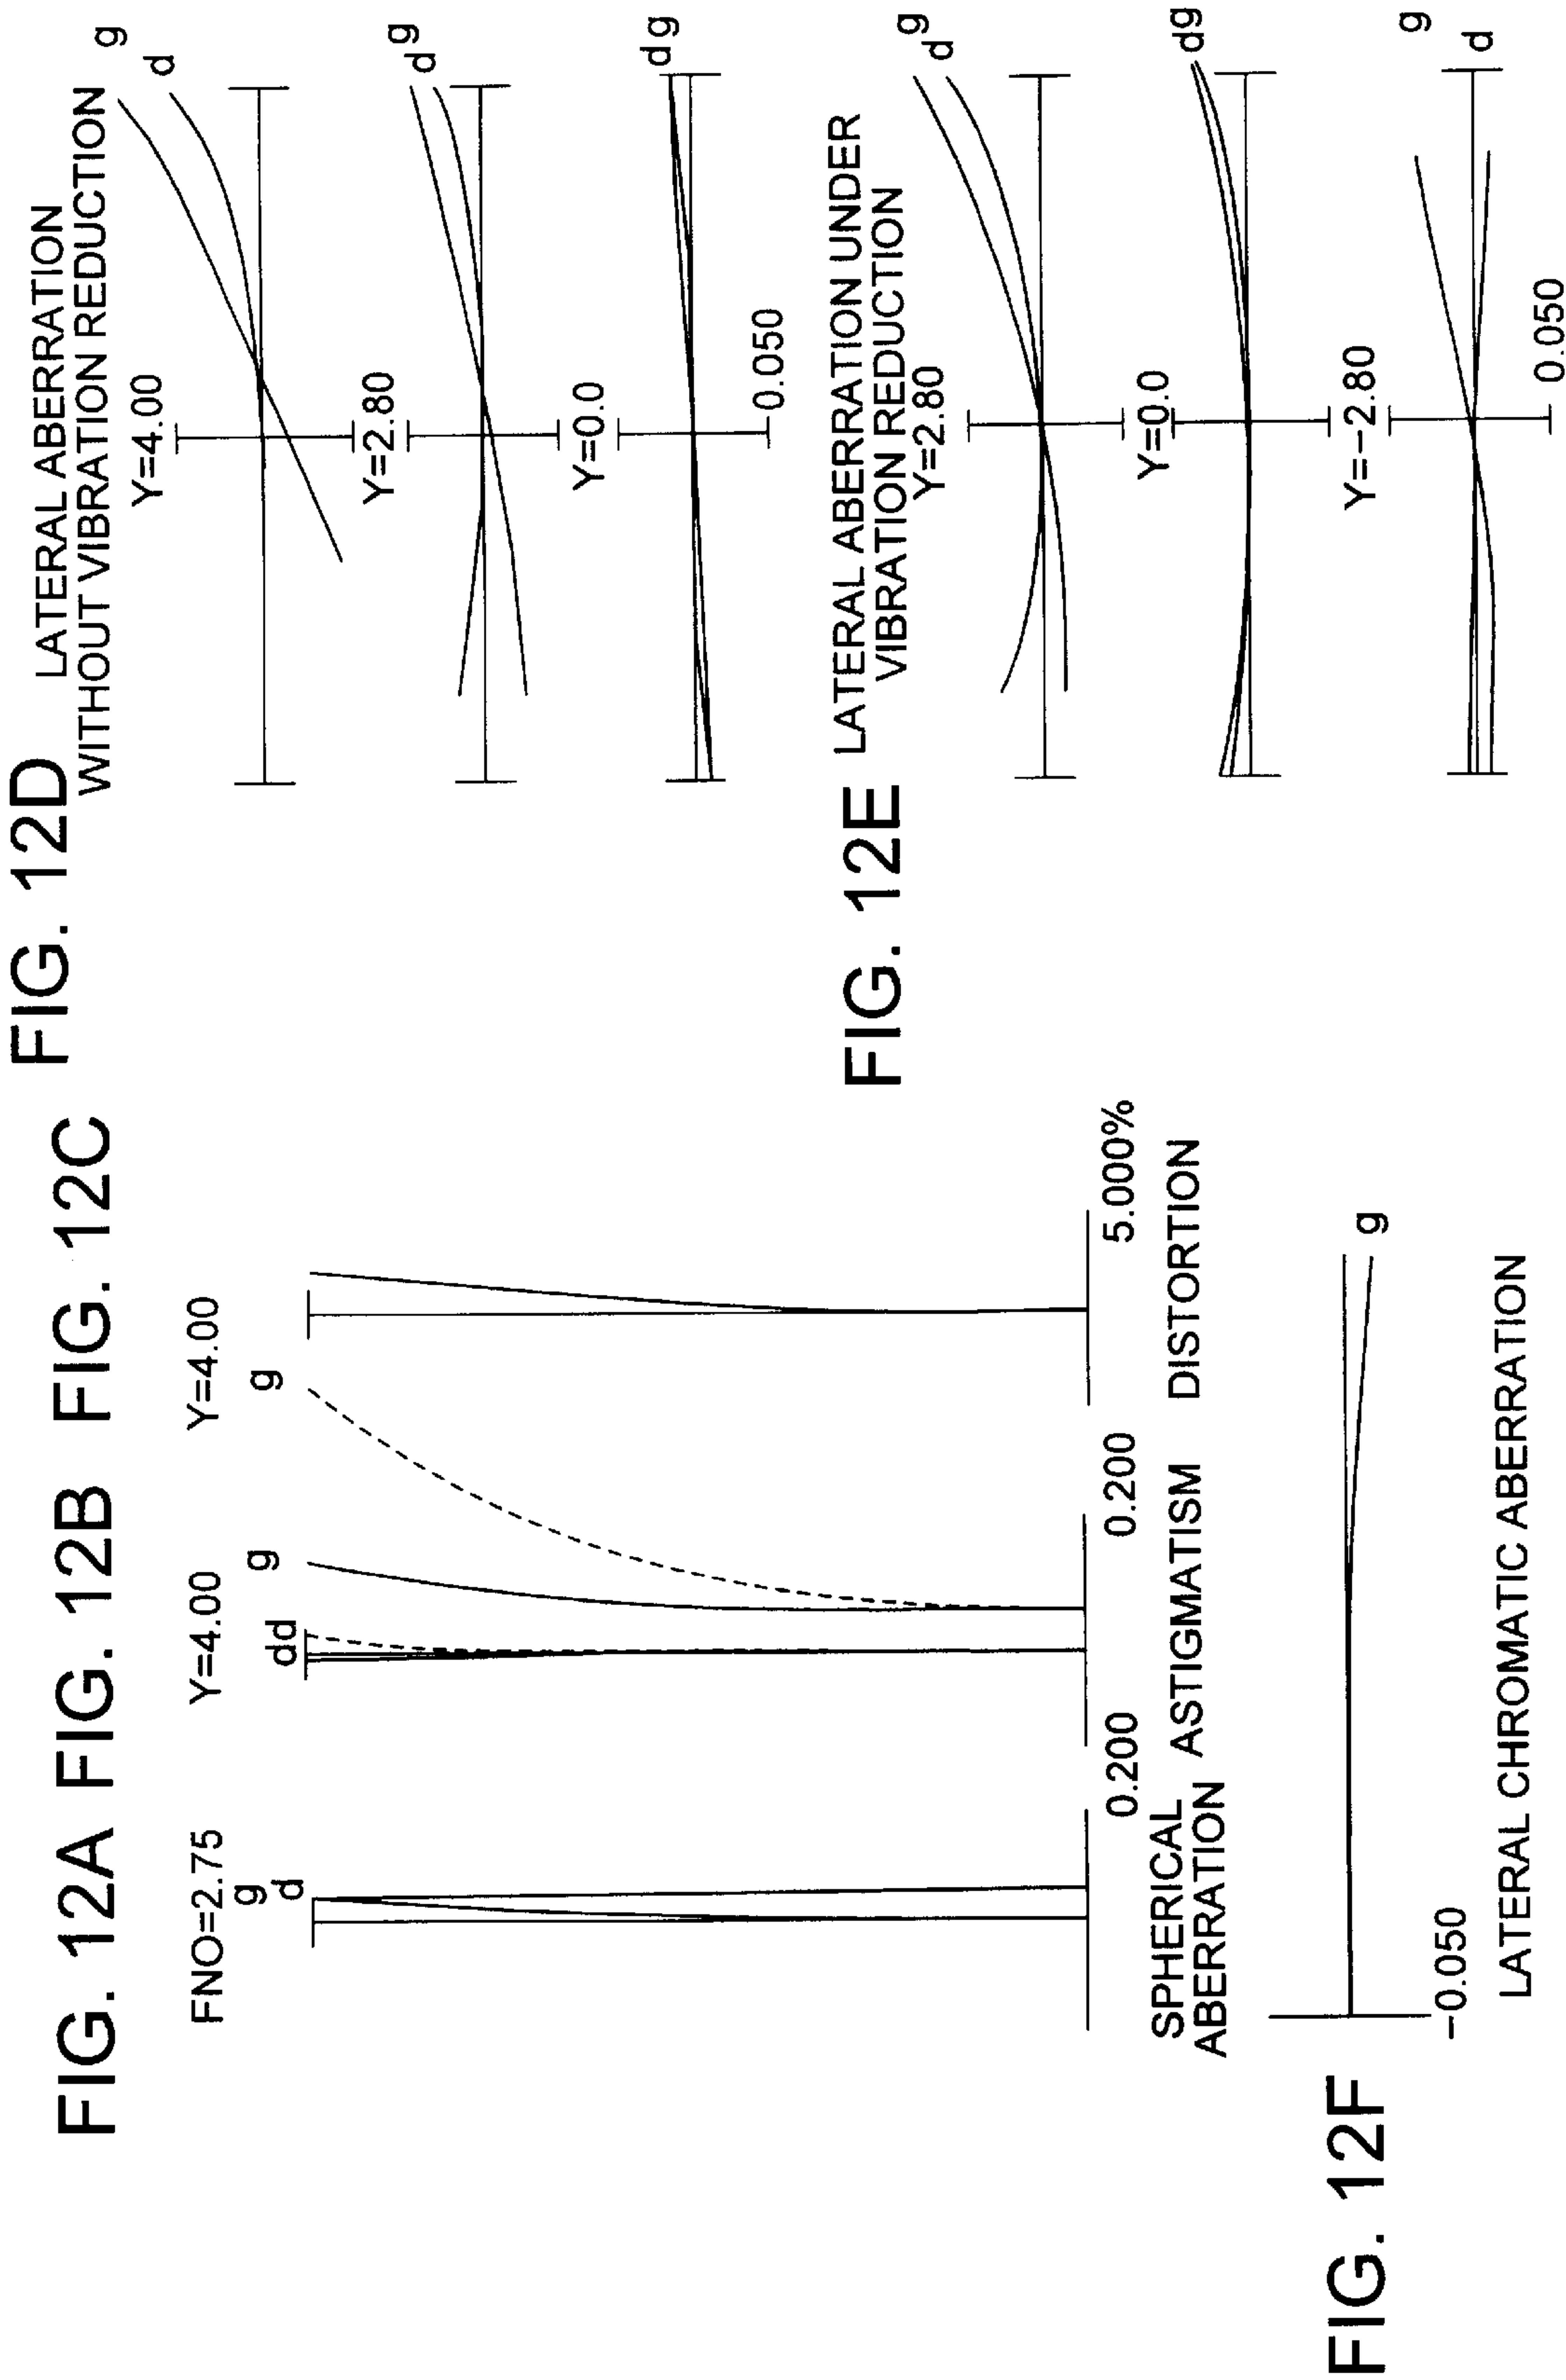 FIG. 12A FIG. 12B FIG. 12C
FNO=2.75
g
d
0.200
SPHERICAL
ABERRATION
Y=4.00
dd
g
g
0.200
ASTIGMATISM
Y=4.00
5.000%
DISTORTION
FIG. 12D
LATERAL ABERRATION
WITHOUT VIBRATION REDUCTION
Y=4.00
g
d
Y=2.80
g
d
Y=0.0
dg
0.050
FIG. 12E
LATERAL ABERRATION UNDER
VIBRATION REDUCTION
Y=2.80
g
d
Y=0.0
dg
Y=−2.80
g
d
0.050
FIG. 12F
g
−0.050
LATERAL CHROMATIC ABERRATION